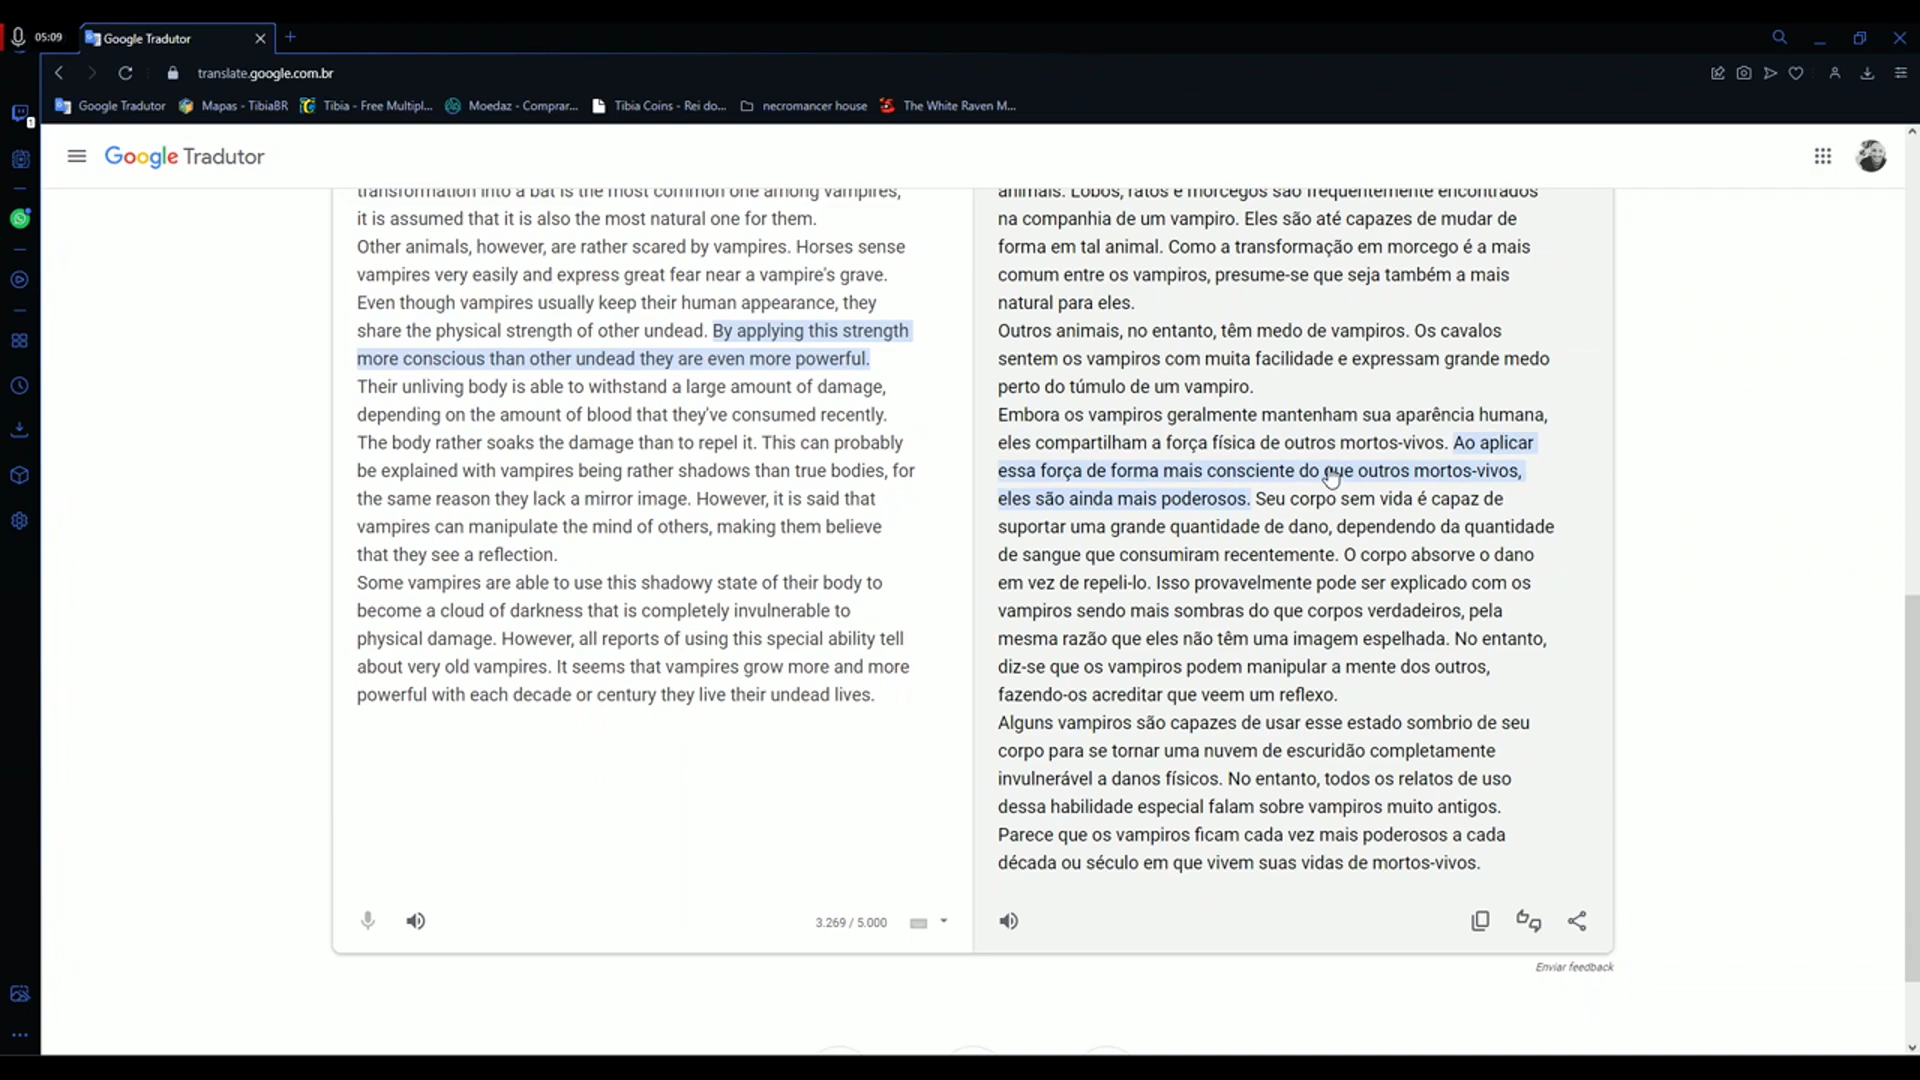 05:09
Google Tradutor
translate.google.com.br
Google Tradutor
Mapas - TibiaBR
Tibia - Free Multipl...
Moedaz - Comprar...
Tibia Coins - Rei do...
necromancer house
The White Raven M...
1
Google Tradutor
transformation into a bat is the most common one among vampires,
it is assumed that it is also the most natural one for them.
Other animals, however, are rather scared by vampires. Horses sense
vampires very easily and express great fear near a vampire's grave.
Even though vampires usually keep their human appearance, they
share the physical strength of other undead. By applying this strength
more conscious than other undead they are even more powerful.
Their unliving body is able to withstand a large amount of damage,
depending on the amount of blood that they've consumed recently.
The body rather soaks the damage than to repel it. This can probably
be explained with vampires being rather shadows than true bodies, for
the same reason they lack a mirror image. However, it is said that
vampires can manipulate the mind of others, making them believe
that they see a reflection.
Some vampires are able to use this shadowy state of their body to
become a cloud of darkness that is completely invulnerable to
physical damage. However, all reports of using this special ability tell
about very old vampires. It seems that vampires grow more and more
powerful with each decade or century they live their undead lives.
3.269 / 5.000
animais. Lobos, ratos e morcegos são frequentemente encontrados
na companhia de um vampiro. Eles são até capazes de mudar de
forma em tal animal. Como a transformação em morcego é a mais
comum entre os vampiros, presume-se que seja também a mais
natural para eles.
Outros animais, no entanto, têm medo de vampiros. Os cavalos
sentem os vampiros com muita facilidade e expressam grande medo
perto do túmulo de um vampiro.
Embora os vampiros geralmente mantenham sua aparência humana,
eles compartilham a força física de outros mortos-vivos. Ao aplicar
essa força de forma mais consciente do que outros mortos-vivos,
eles são ainda mais poderosos. Seu corpo sem vida é capaz de
suportar uma grande quantidade de dano, dependendo da quantidade
de sangue que consumiram recentemente. O corpo absorve o dano
em vez de repeli-lo. Isso provavelmente pode ser explicado com os
vampiros sendo mais sombras do que corpos verdadeiros, pela
mesma razão que eles não têm uma imagem espelhada. No entanto,
diz-se que os vampiros podem manipular a mente dos outros,
fazendo-os acreditar que veem um reflexo.
Alguns vampiros são capazes de usar esse estado sombrio de seu
corpo para se tornar uma nuvem de escuridão completamente
invulnerável a danos físicos. No entanto, todos os relatos de uso
dessa habilidade especial falam sobre vampiros muito antigos.
Parece que os vampiros ficam cada vez mais poderosos a cada
década ou século em que vivem suas vidas de mortos-vivos.
Enviar feedback